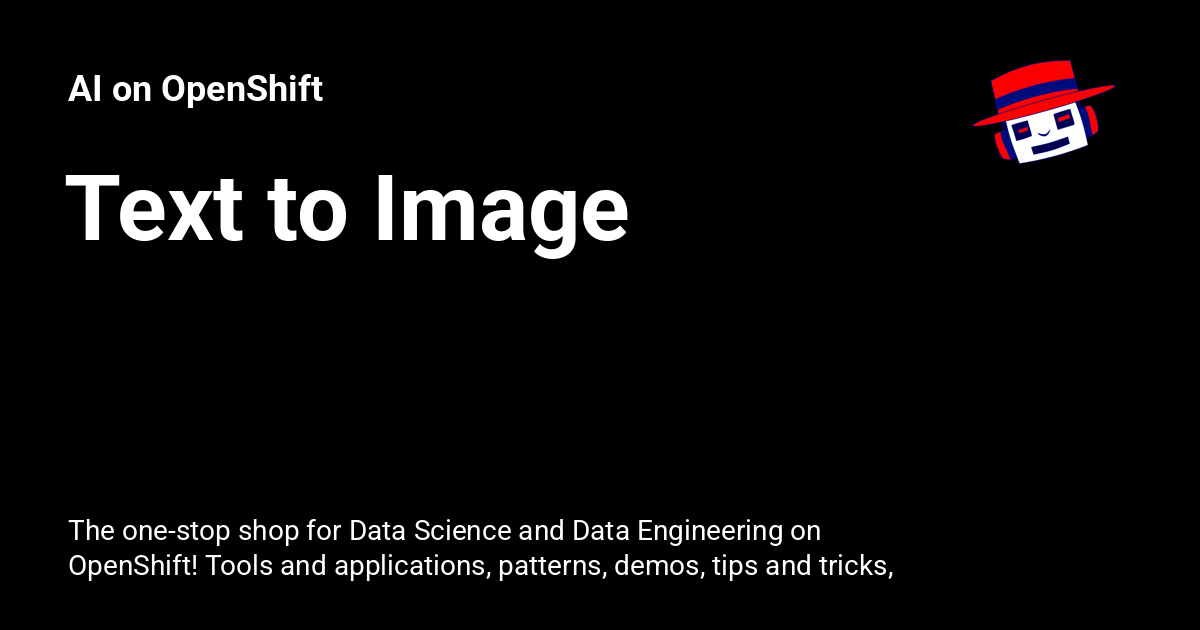 AI on OpenShift
Text to Image
The one-stop shop for Data Science and Data Engineering on
OpenShift! Tools and applications, patterns, demos, tips and tricks,